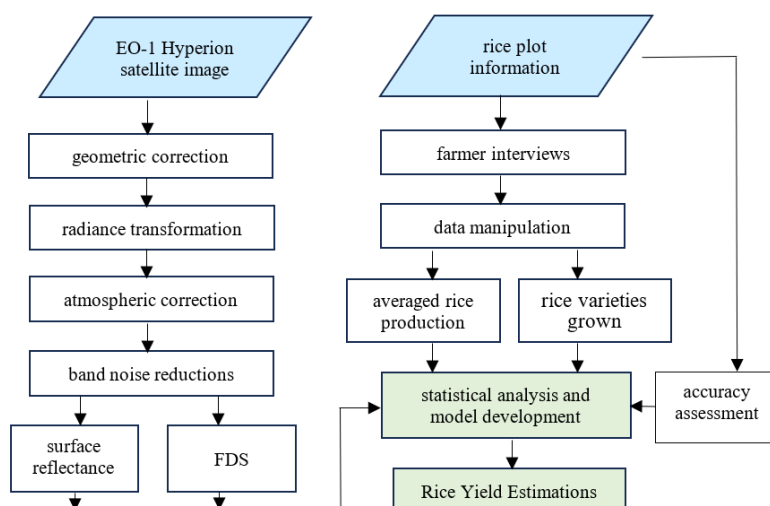 EO-1 Hyperion
satellite image
geometric correction
radiance transformation
atmospheric correction
band noise reductions
surface
reflectance
FDS
rice plot
information
farmer interviews
data manipulation
averaged rice
production
rice varieties
grown
statistical analysis and
model development
accuracy
assessment
Rice Yield Estimations